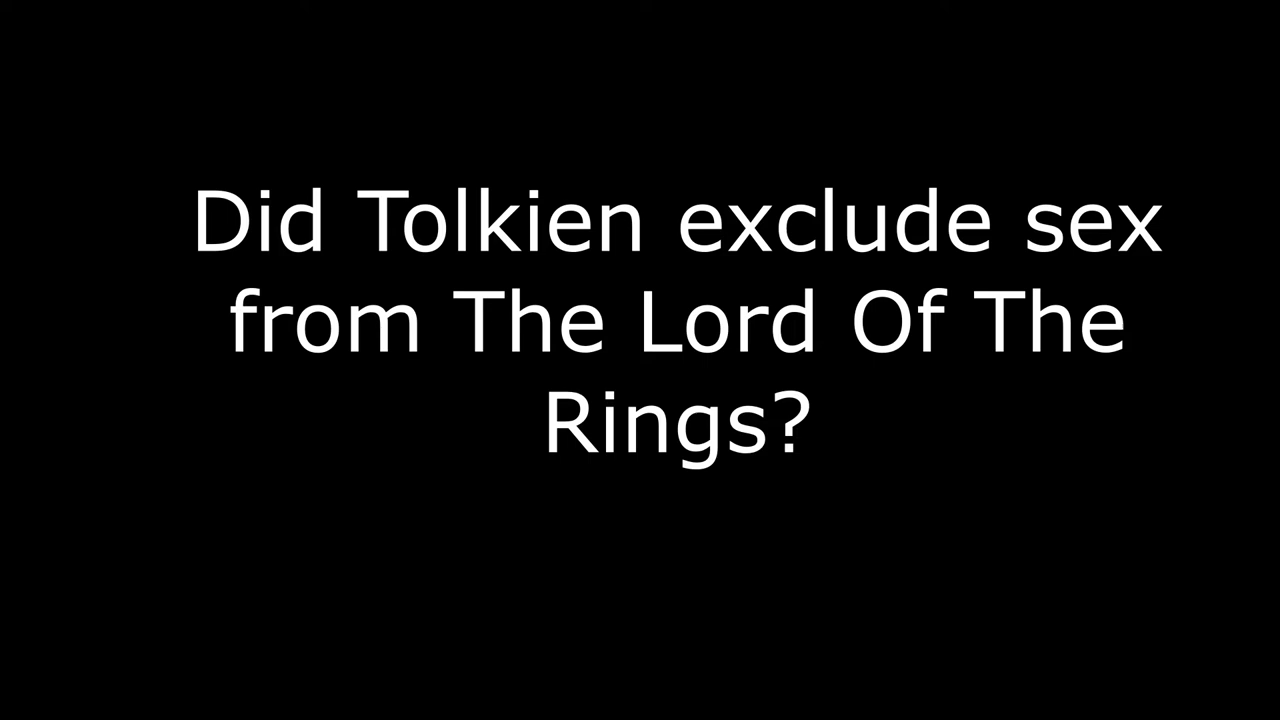 Did Tolkien exclude sex
from The Lord Of The
Rings?